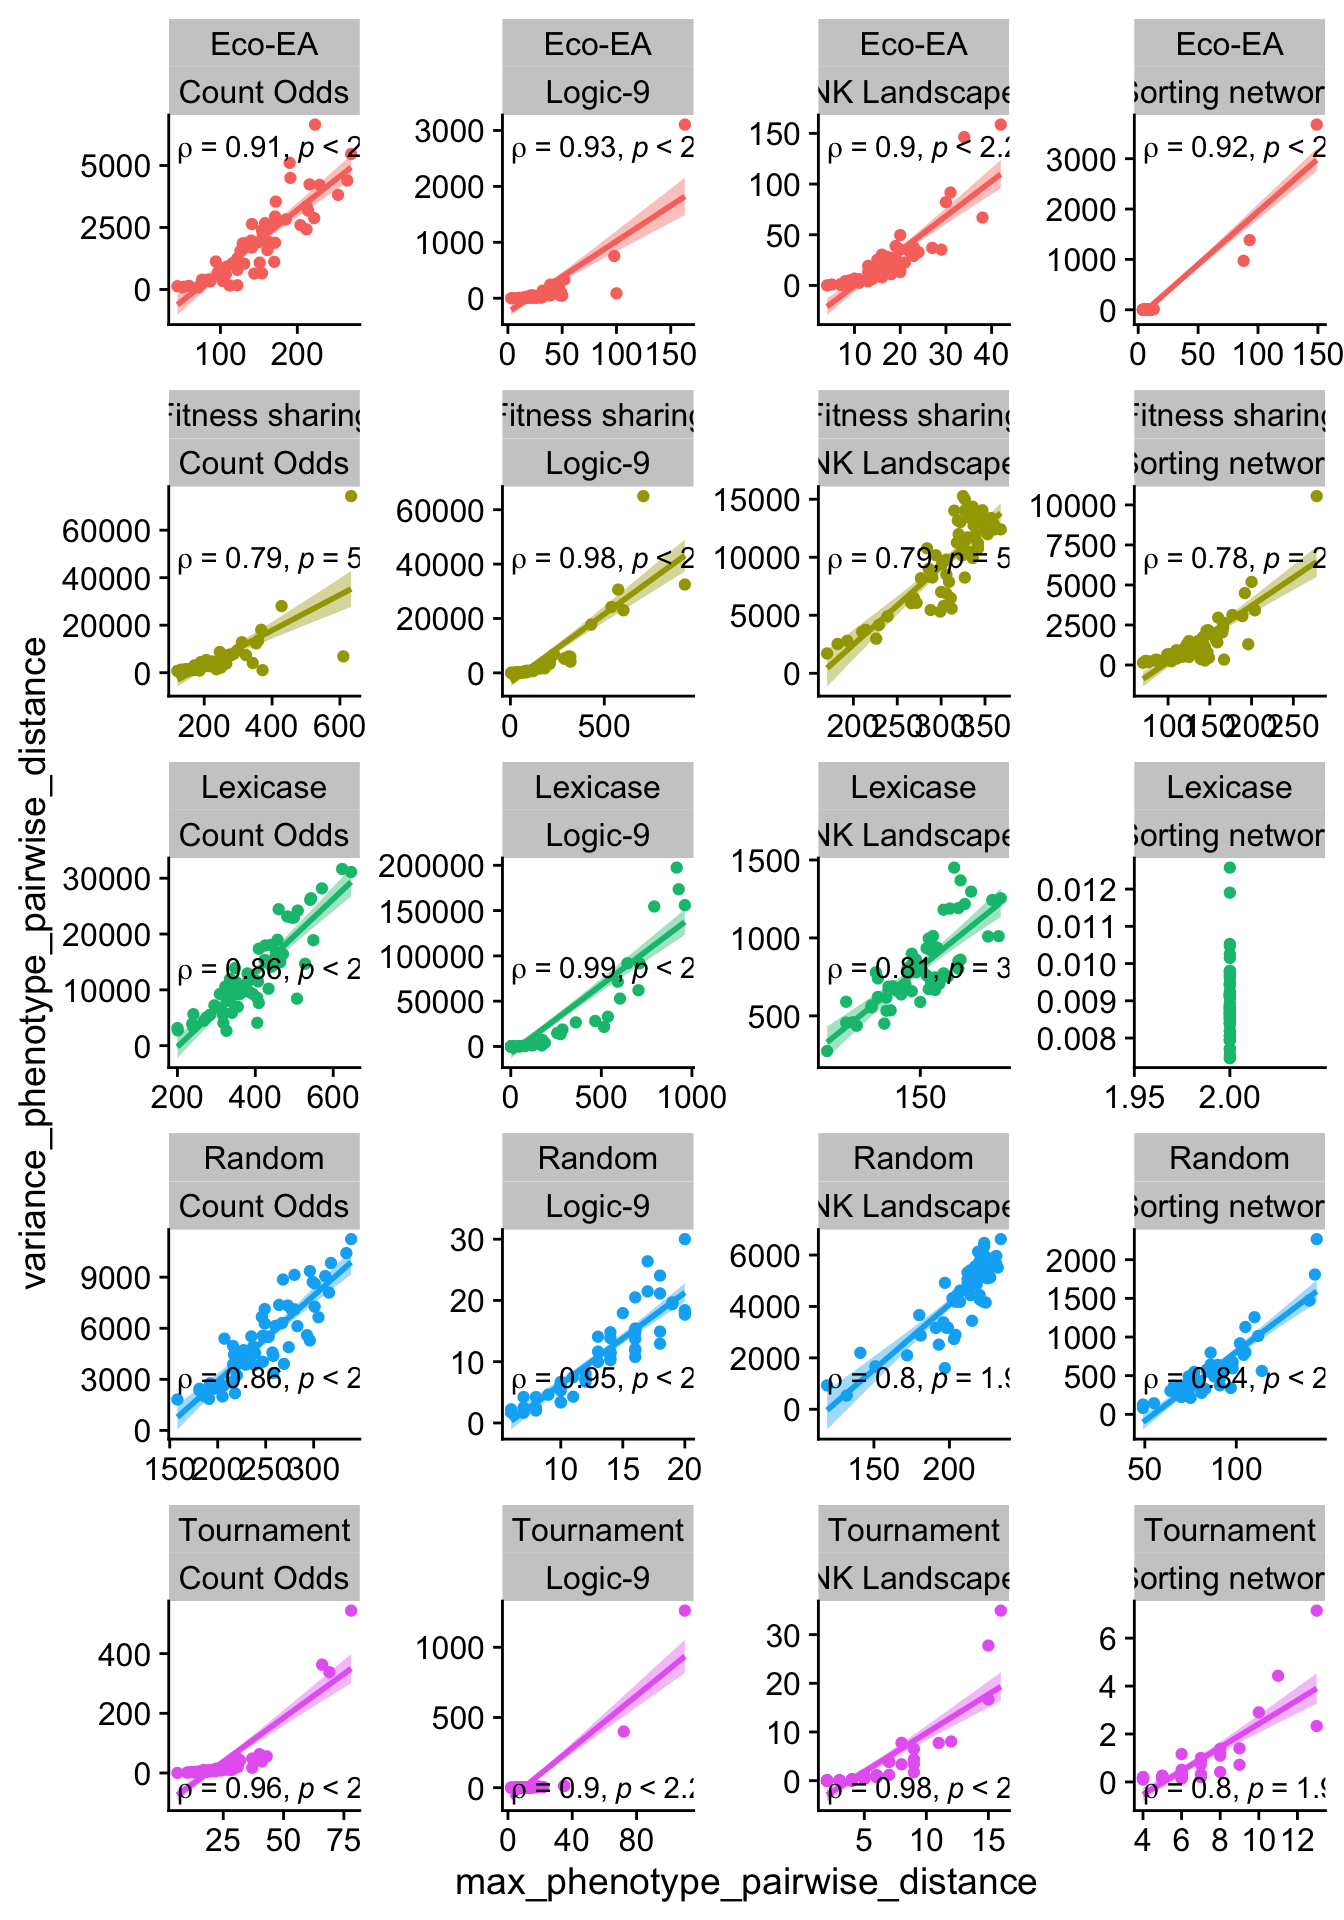 Eco-EA Eco-EA Eco-EA Eco-EA
Count Odds Logic-9 NK Landscape Sorting networ
ρ = 0.91, p < 2 ρ = 0.93, p < 2 ρ = 0.9, p < 2.2 ρ = 0.92, p < 2
5000 3000 150 3000
2500 2000 100 2000
0 1000 50 1000
0 0 0
100 200 0 50 100 150 10 20 30 40 0 50 100 150
Fitness sharing Fitness sharing Fitness sharing Fitness sharing
Count Odds Logic-9 NK Landscape Sorting networ
ρ = 0.79, p = 5 ρ = 0.98, p < 2 ρ = 0.79, p = 5 ρ = 0.78, p = 2
60000 60000 15000 10000
40000 40000 10000 7500
20000 20000 5000 5000
0 0 0 2500
0
200 400 600 0 500 200 250 300 350 100 150 200 250
Lexicase Lexicase Lexicase Lexicase
Count Odds Logic-9 NK Landscape Sorting networ
ρ = 0.86, p < 2 ρ = 0.99, p < 2 ρ = 0.81, p = 3
30000 200000 1500 0.012
20000 150000 1000 0.011
10000 100000 500 0.010
0 50000 0.009
0 0.008
200 400 600 0 500 1000 150 1.95 2.00
Random Random Random Random
Count Odds Logic-9 NK Landscape Sorting networ
ρ = 0.86, p < 2 ρ = 0.95, p < 2 ρ = 0.8, p = 1.9 ρ = 0.84, p < 2
9000 30 6000 2000
6000 20 4000 1500
3000 10 2000 1000
0 0 0 500
0
150 200 250 300 10 15 20 150 200 50 100
Tournament Tournament Tournament Tournament
Count Odds Logic-9 NK Landscape Sorting networ
ρ = 0.96, p < 2 ρ = 0.9, p < 2.2 ρ = 0.98, p < 2 ρ = 0.8, p = 1.9
400 1000 30 6
200 500 20 4
0 0 10 2
0 0
25 50 75 0 40 80 5 10 15 4 6 8 10 12
max_phenotype_pairwise_distance
variance_phenotype_pairwise_distance